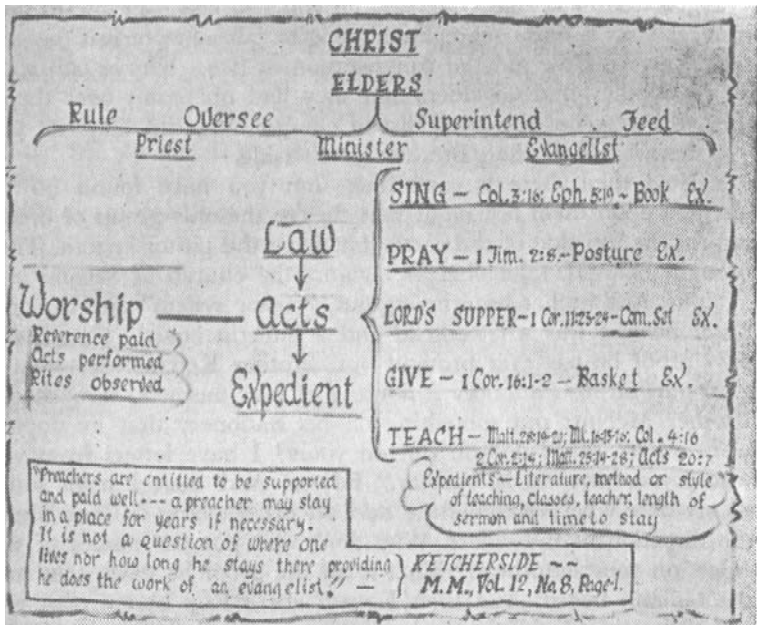 CHRIST
ELDERS
Rule Oversee Superintend Feed
Priest Minister Evangelist
SING - Col. 3:16; Eph. 5:19 - Book Ex.
Law
PRAY - 1 Tim. 2:8 - Posture Ex.
Worship acts
LORD'S SUPPER - 1 Cor. 11:23-29 - Com. Set Ex.
Reverence paid
acts performed
Rites observed
Expedient
GIVE - 1 Cor. 16:1-2 - Basket Ex.
TEACH - Matt. 28:19-21; Mk. 16:15-16; Col. 4:16
2 Cor. 2:14; Matt. 25:14-28; Acts 20:7
Expedients - Literature, method or style
of teaching, classes, teacher, length of
sermon and time to stay
"Preachers are entitled to be supported
and paid well --- a preacher may stay
in a place for years if necessary.
It is not a question of where one
lives nor how long he stays there providing
he does the work of an evangelist." -
KETCHERSIDE ~~
M.M., Vol. 12, No. 8, Page 1.